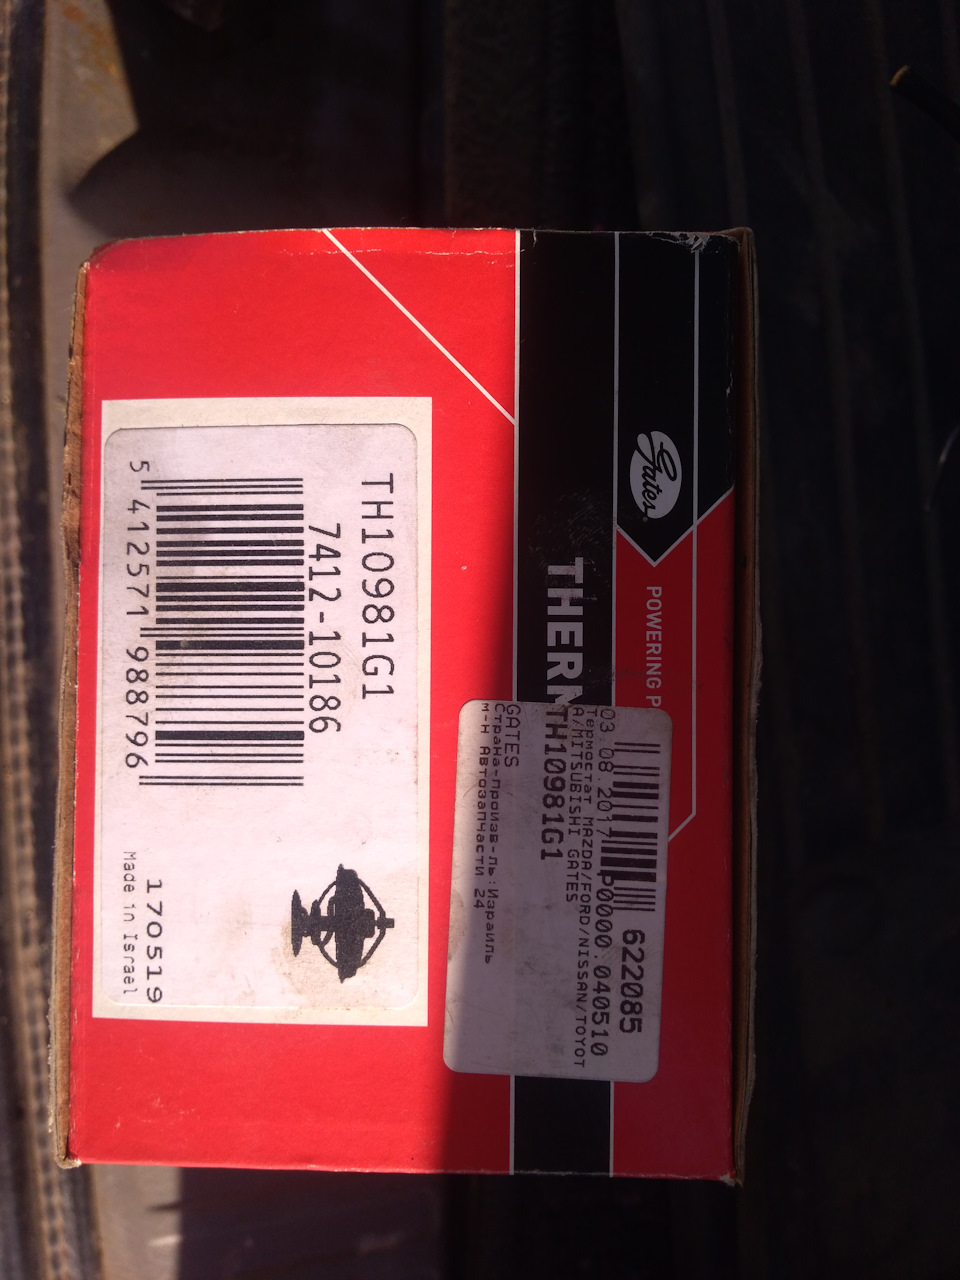 Gates
POWERING P
THERM
TH10981G1
7412-10186
5 412571 988796
170519
Made in Israel
622085
03.08.2017 P0000.040510
Термостат MAZDA/FORD/NISSAN/TOYOT
A/MITSUBISHI GATES
TH10981G1
GATES
Страна-произв-ль:Израиль
м-н Автозапчасти 24